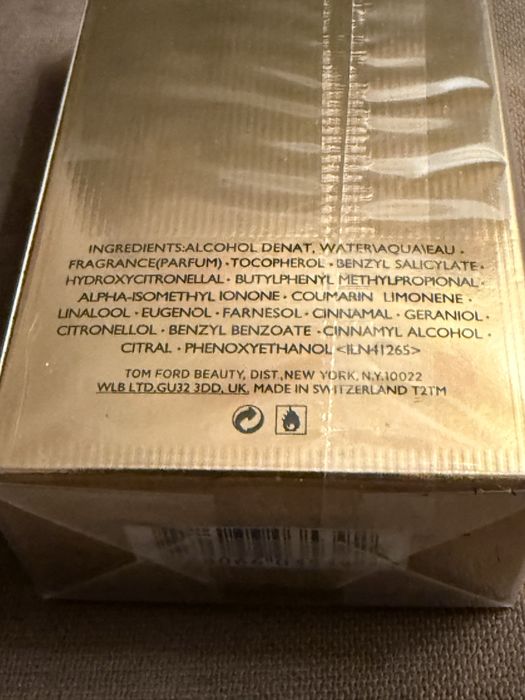 INGREDIENTS:ALCOHOL DENAT, WATER\AQUA\EAU ·
FRAGRANCE(PARFUM) · TOCOPHEROL · BENZYL SALICYLATE ·
HYDROXYCITRONELLAL · BUTYLPHENYL METHYLPROPIONAL ·
ALPHA-ISOMETHYL IONONE · COUMARIN LIMONENE ·
LINALOOL · EUGENOL · FARNESOL · CINNAMAL · GERANIOL ·
CITRONELLOL · BENZYL BENZOATE · CINNAMYL ALCOHOL ·
CITRAL · PHENOXYETHANOL <ILN41265>
TOM FORD BEAUTY, DIST,NEW YORK, N.Y.10022
WLB LTD,GU32 3DD, UK. MADE IN SWITZERLAND T2TM